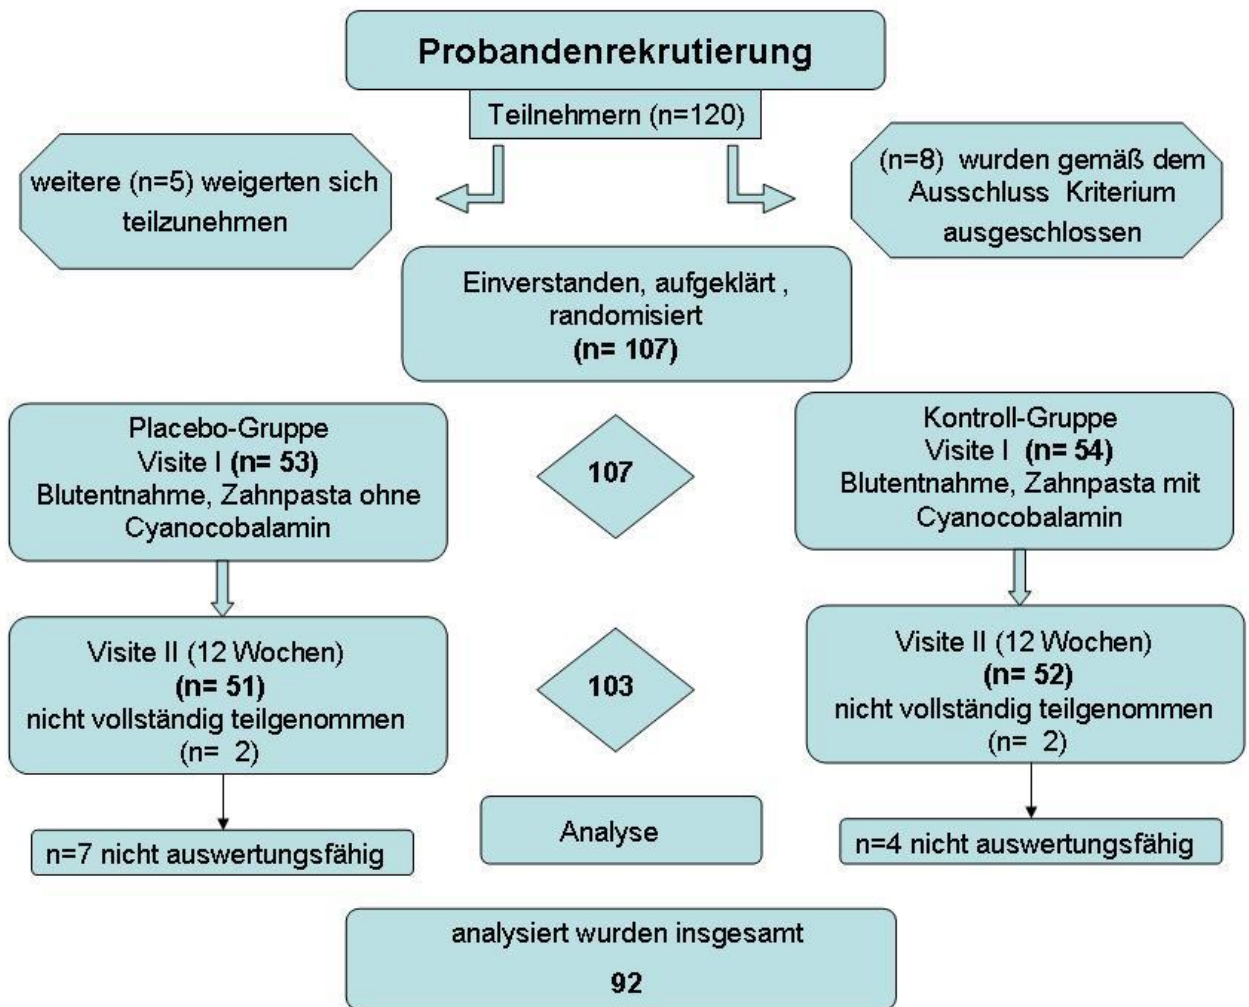 Probandenrekrutierung
Teilnehmern (n=120)
weitere (n=5) weigerten sich
teilzunehmen
(n=8) wurden gemäß dem
Ausschluss Kriterium
ausgeschlossen
Einverstanden, aufgeklärt ,
randomisiert
(n= 107)
Placebo-Gruppe
Visite I (n= 53)
Blutentnahme, Zahnpasta ohne
Cyanocobalamin
107
Kontroll-Gruppe
Visite I (n= 54)
Blutentnahme, Zahnpasta mit
Cyanocobalamin
Visite II (12 Wochen)
(n= 51)
nicht vollständig teilgenommen
(n= 2)
103
Visite II (12 Wochen)
(n= 52)
nicht vollständig teilgenommen
(n= 2)
n=7 nicht auswertungsfähig
Analyse
n=4 nicht auswertungsfähig
analysiert wurden insgesamt
92